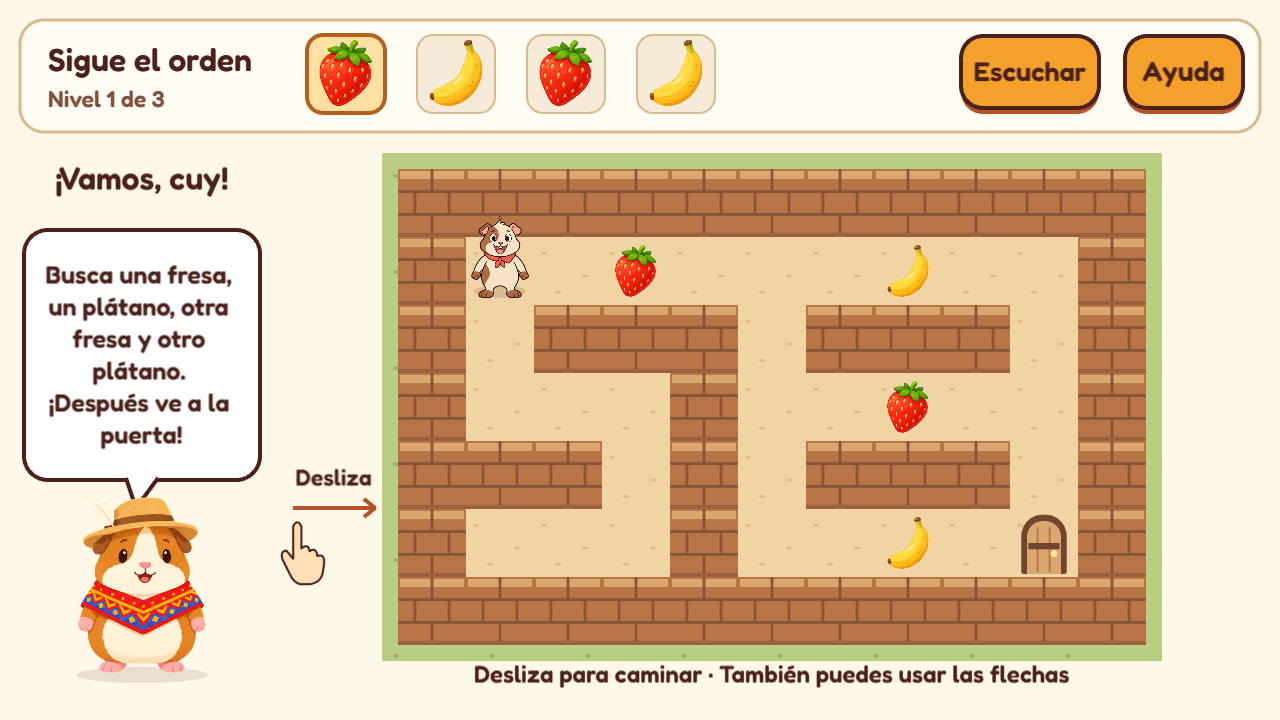 Sigue el orden
Nivel 1 de 3
Escuchar
Ayuda
¡Vamos, cuy!
Busca una fresa,
un plátano, otra
fresa y otro
plátano.
¡Después ve a la
puerta!
Desliza
Desliza para caminar · También puedes usar las flechas